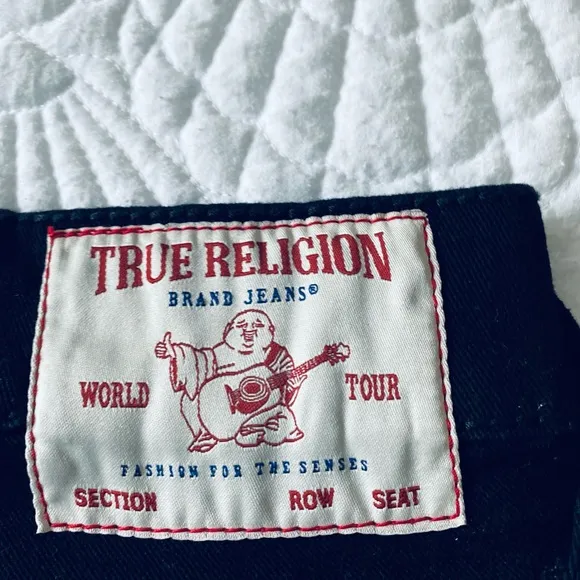 TRUE RELIGION
BRAND JEANS®
WORLD TOUR
FASHION FOR THE SENSES
SECTION ROW SEAT